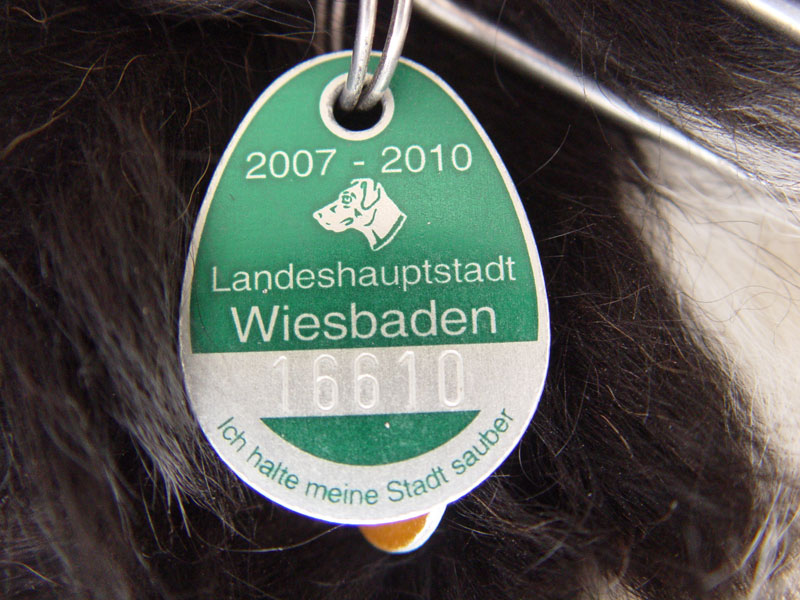 2007 - 2010
Landeshauptstadt
Wiesbaden
16610
Ich halte meine Stadt sauber